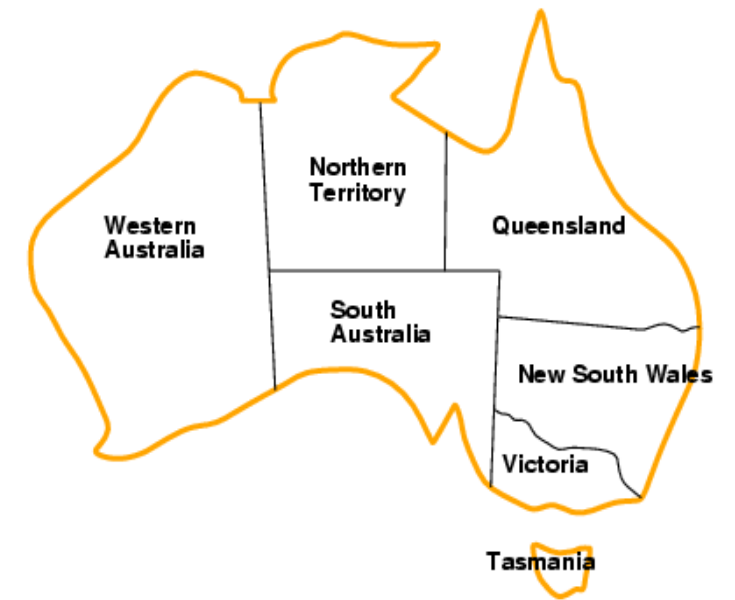 Northern
Territory
Western
Australia
Queensland
South
Australia
New South Wales
Victoria
Tasmania